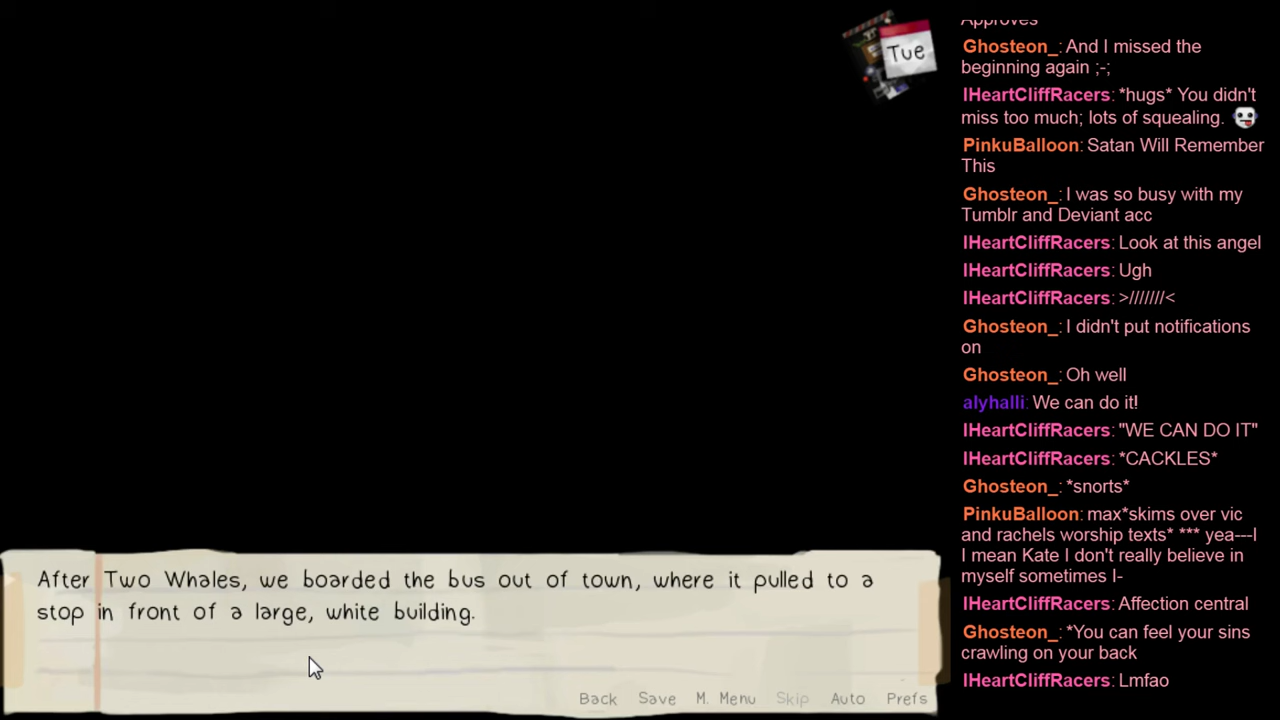 Tue
After Two Whales, we boarded the bus out of town, where it pulled to a
stop in front of a large, white building.
Back Save M. Menu Skip Auto Prefs
Approves
Ghosteon_: And I missed the
beginning again ;-;
IHeartCliffRacers: *hugs* You didn't
miss too much; lots of squealing.
PinkuBalloon: Satan Will Remember
This
Ghosteon_: I was so busy with my
Tumblr and Deviant acc
IHeartCliffRacers: Look at this angel
IHeartCliffRacers: Ugh
IHeartCliffRacers: >///////<
Ghosteon_: I didn't put notifications
on
Ghosteon_: Oh well
alyhalli: We can do it!
IHeartCliffRacers: "WE CAN DO IT"
IHeartCliffRacers: *CACKLES*
Ghosteon_: *snorts*
PinkuBalloon: max*skims over vic
and rachels worship texts* *** yea---I
I mean Kate I don't really believe in
myself sometimes I-
IHeartCliffRacers: Affection central
Ghosteon_: *You can feel your sins
crawling on your back
IHeartCliffRacers: Lmfao